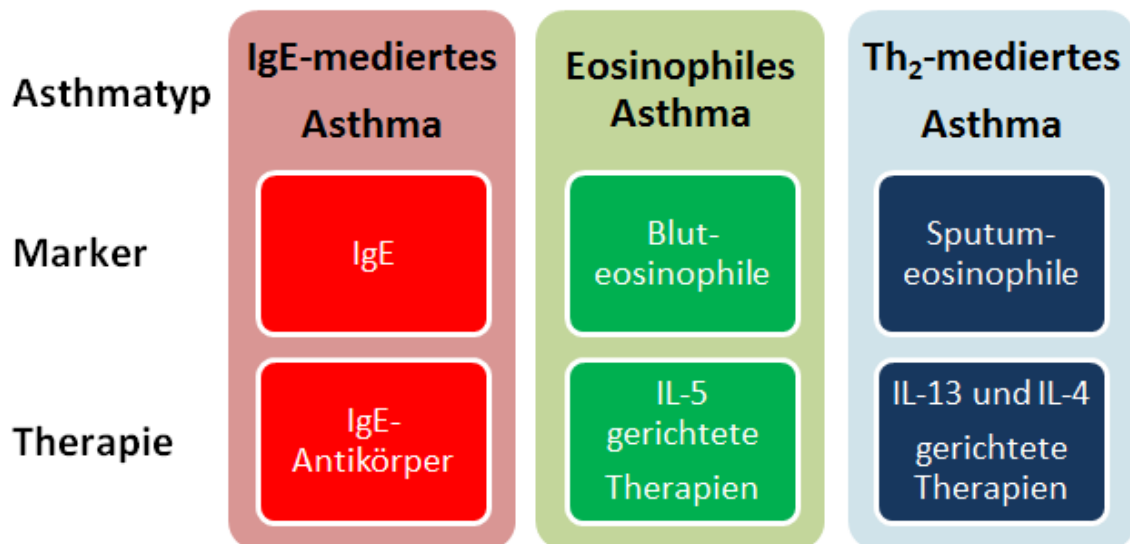 Asthmatyp
IgE-mediertes
Asthma
Eosinophiles
Asthma
Th₂-mediertes
Asthma
Marker
IgE
Blut-
eosinophile
Sputum-
eosinophile
Therapie
IgE-
Antikörper
IL-5
gerichtete
Therapien
IL-13 und IL-4
gerichtete
Therapien